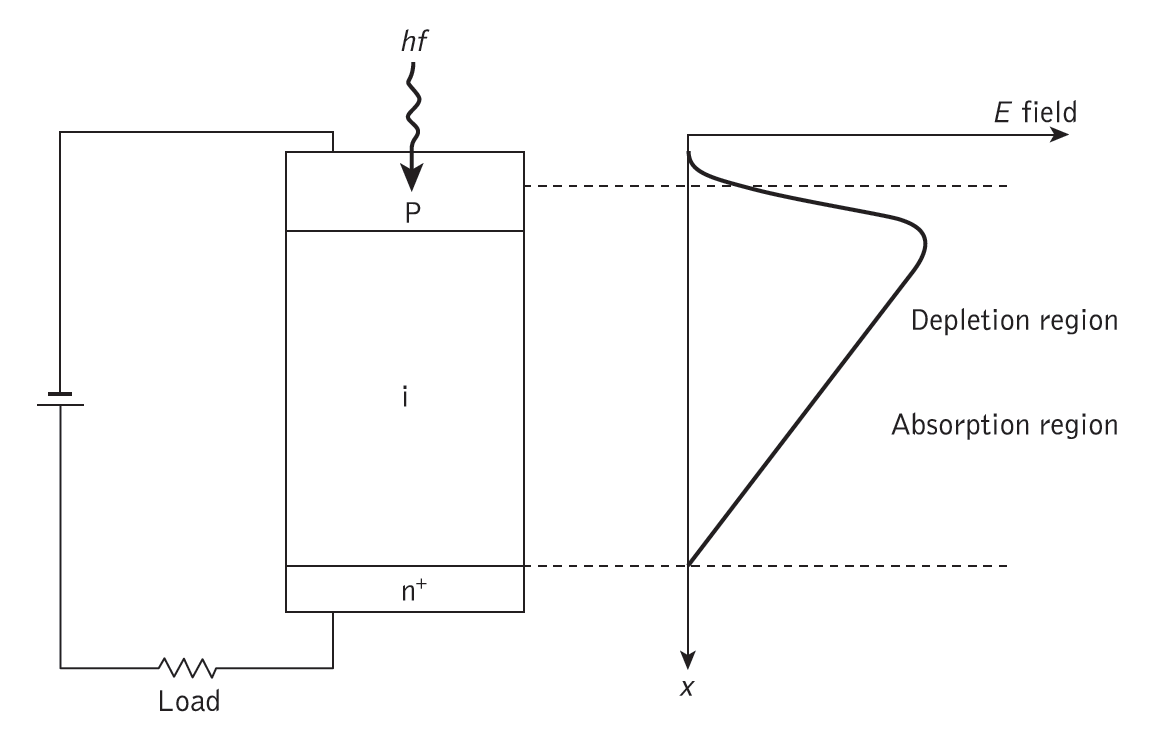 hf
E field
P
Depletion region
i
Absorption region
n⁺
x
Load